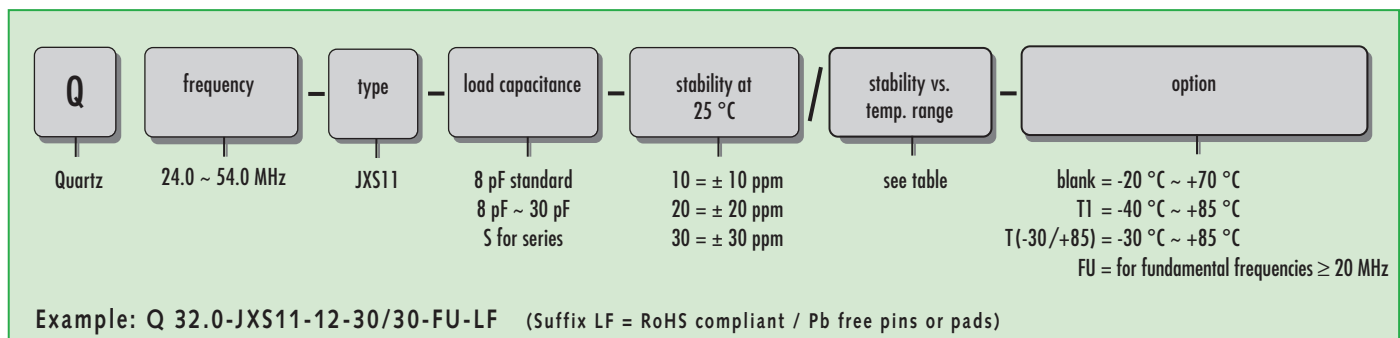 Q
frequency
–
type
–
load capacitance
–
stability at
25 °C
/
stability vs.
temp. range
–
option
Quartz
24.0 ~ 54.0 MHz
JXS11
8 pF standard
8 pF ~ 30 pF
S for series
10 = ± 10 ppm
20 = ± 20 ppm
30 = ± 30 ppm
see table
blank = -20 °C ~ +70 °C
T1 = -40 °C ~ +85 °C
T(-30/+85) = -30 °C ~ +85 °C
FU = for fundamental frequencies ≥ 20 MHz
Example: Q 32.0-JXS11-12-30/30-FU-LF (Suffix LF = RoHS compliant / Pb free pins or pads)